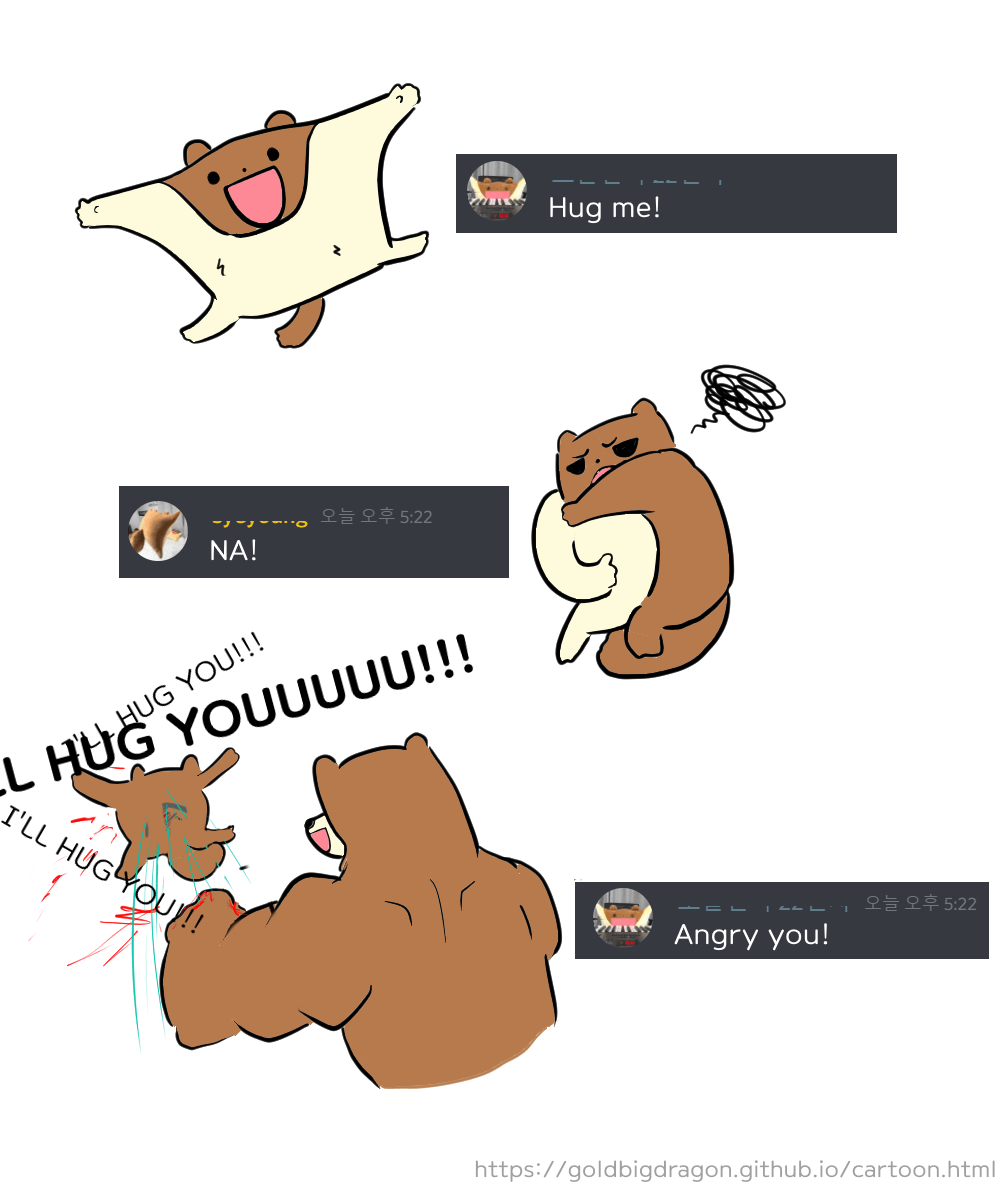 Hug me!
오늘 오후 5:22
NA!
I'LL HUG YOU!!!
LL HUG YOUUUUU!!!
I'LL HUG YOU!!!
오늘 오후 5:22
Angry you!
https://goldbigdragon.github.io/cartoon.html